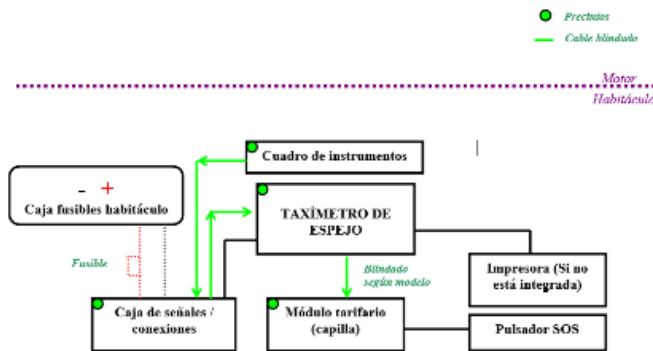 Precintos
Cable blindado
Motor
Habitáculo
Cuadro de instrumentos
- +
Caja fusibles habitáculo
TAXÍMETRO DE
ESPEJO
Fusible
Blindado
según modelo
Impresora (Si no
está integrada)
Caja de señales /
conexiones
Módulo tarifario
(capilla)
Pulsador SOS